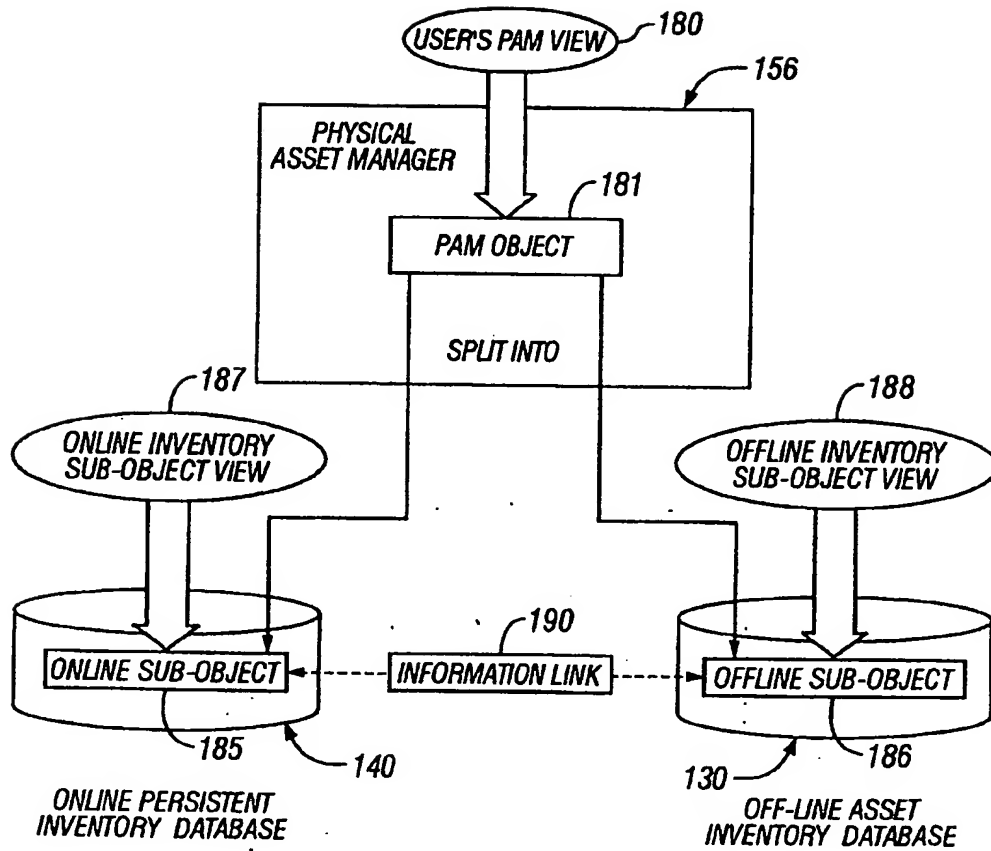 USER'S PAM VIEW
180
156
PHYSICAL
ASSET MANAGER
181
PAM OBJECT
SPLIT INTO
187
188
ONLINE INVENTORY
SUB-OBJECT VIEW
OFFLINE INVENTORY
SUB-OBJECT VIEW
190
ONLINE SUB-OBJECT
INFORMATION LINK
OFFLINE SUB-OBJECT
185
140
130
186
ONLINE PERSISTENT
INVENTORY DATABASE
OFF-LINE ASSET
INVENTORY DATABASE